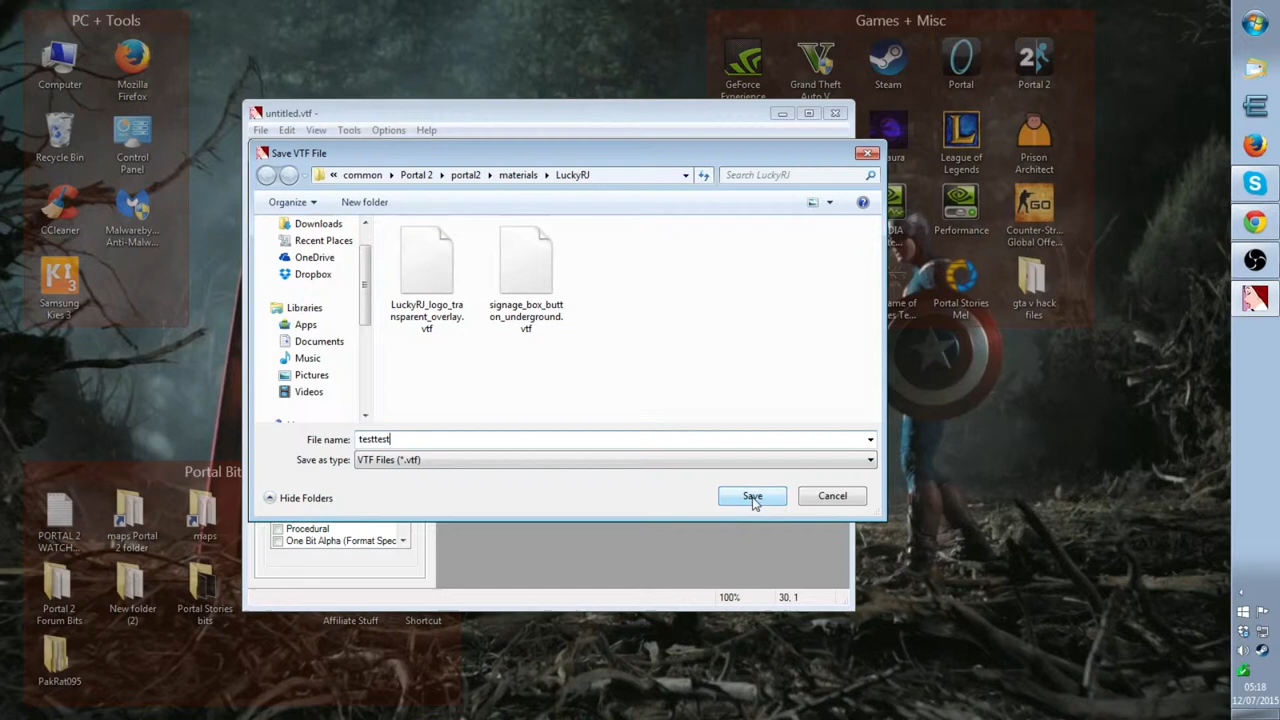 PC + Tools
Games + Misc
Computer
Mozilla
Firefox
GeForce
Experience
Grand Theft
Auto V
Steam
Portal
Portal 2
Recycle Bin
Control
Panel
League of
Legends
Prison
Architect
CCleaner
Malwareby...
Anti-Malw...
Performance
Counter-Str...
Global Offe...
Samsung
Kies 3
Portal Stories
Mel
gta v hack
files
untitled.vtf -
File Edit View Tools Options Help
Save VTF File
« common Portal 2 portal2 materials LuckyRJ
Search LuckyRJ
Organize
New folder
Downloads
Recent Places
OneDrive
Dropbox
Libraries
Apps
Documents
Music
Pictures
Videos
LuckyRJ_logo_tra
nsparent_overlay.
vtf
signage_box_butt
on_underground.
vtf
File name: testtest
Save as type: VTF Files (*.vtf)
Hide Folders
Save
Cancel
Procedural
One Bit Alpha (Format Spec
100%
30, 1
Portal Bit
PORTAL 2
WATCH...
maps Portal
2 folder
maps
Portal 2
Forum Bits
New folder
(2)
Portal Stories
bits
Affiliate Stuff
Shortcut
PakRat095
05:18
12/07/2015